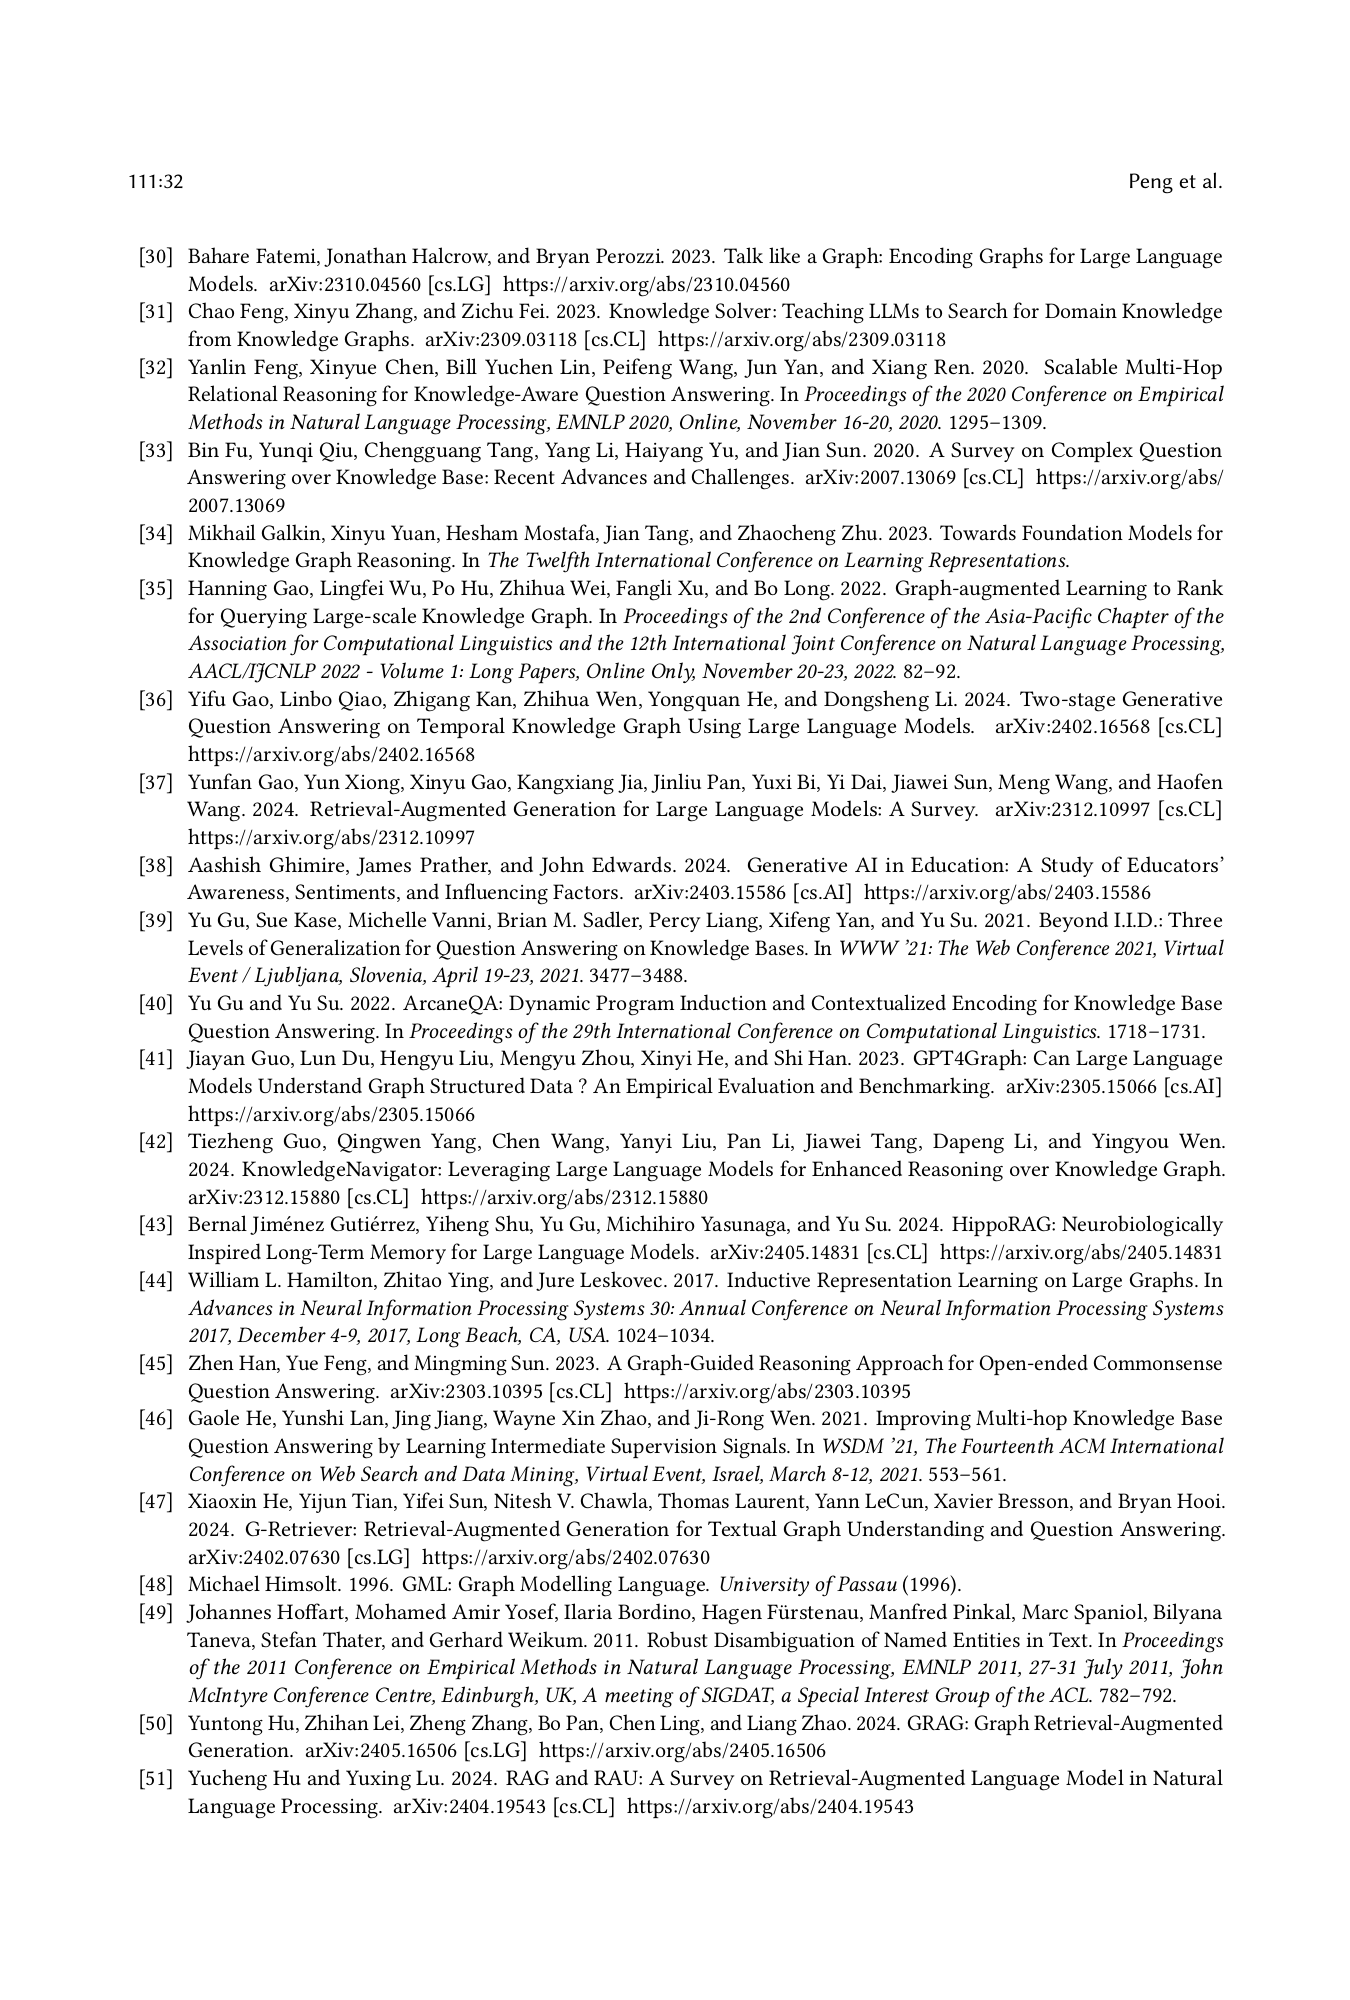 111:32 Peng et al.
[30] Bahare Fatemi, Jonathan Halcrow, and Bryan Perozzi. 2023. Talk like a Graph: Encoding Graphs for Large Language
Models. arXiv:2310.04560 [cs.LG] https://arxiv.org/abs/2310.04560
[31] Chao Feng, Xinyu Zhang, and Zichu Fei. 2023. Knowledge Solver: Teaching LLMs to Search for Domain Knowledge
from Knowledge Graphs. arXiv:2309.03118 [cs.CL] https://arxiv.org/abs/2309.03118
[32] Yanlin Feng, Xinyue Chen, Bill Yuchen Lin, Peifeng Wang, Jun Yan, and Xiang Ren. 2020. Scalable Multi-Hop
Relational Reasoning for Knowledge-Aware Question Answering. In Proceedings of the 2020 Conference on Empirical
Methods in Natural Language Processing, EMNLP 2020, Online, November 16-20, 2020. 1295–1309.
[33] Bin Fu, Yunqi Qiu, Chengguang Tang, Yang Li, Haiyang Yu, and Jian Sun. 2020. A Survey on Complex Question
Answering over Knowledge Base: Recent Advances and Challenges. arXiv:2007.13069 [cs.CL] https://arxiv.org/abs/
2007.13069
[34] Mikhail Galkin, Xinyu Yuan, Hesham Mostafa, Jian Tang, and Zhaocheng Zhu. 2023. Towards Foundation Models for
Knowledge Graph Reasoning. In The Twelfth International Conference on Learning Representations.
[35] Hanning Gao, Lingfei Wu, Po Hu, Zhihua Wei, Fangli Xu, and Bo Long. 2022. Graph-augmented Learning to Rank
for Querying Large-scale Knowledge Graph. In Proceedings of the 2nd Conference of the Asia-Pacific Chapter of the
Association for Computational Linguistics and the 12th International Joint Conference on Natural Language Processing,
AACL/IJCNLP 2022 - Volume 1: Long Papers, Online Only, November 20-23, 2022. 82–92.
[36] Yifu Gao, Linbo Qiao, Zhigang Kan, Zhihua Wen, Yongquan He, and Dongsheng Li. 2024. Two-stage Generative
Question Answering on Temporal Knowledge Graph Using Large Language Models. arXiv:2402.16568 [cs.CL]
https://arxiv.org/abs/2402.16568
[37] Yunfan Gao, Yun Xiong, Xinyu Gao, Kangxiang Jia, Jinliu Pan, Yuxi Bi, Yi Dai, Jiawei Sun, Meng Wang, and Haofen
Wang. 2024. Retrieval-Augmented Generation for Large Language Models: A Survey. arXiv:2312.10997 [cs.CL]
https://arxiv.org/abs/2312.10997
[38] Aashish Ghimire, James Prather, and John Edwards. 2024. Generative AI in Education: A Study of Educators’
Awareness, Sentiments, and Influencing Factors. arXiv:2403.15586 [cs.AI] https://arxiv.org/abs/2403.15586
[39] Yu Gu, Sue Kase, Michelle Vanni, Brian M. Sadler, Percy Liang, Xifeng Yan, and Yu Su. 2021. Beyond I.I.D.: Three
Levels of Generalization for Question Answering on Knowledge Bases. In WWW ’21: The Web Conference 2021, Virtual
Event / Ljubljana, Slovenia, April 19-23, 2021. 3477–3488.
[40] Yu Gu and Yu Su. 2022. ArcaneQA: Dynamic Program Induction and Contextualized Encoding for Knowledge Base
Question Answering. In Proceedings of the 29th International Conference on Computational Linguistics. 1718–1731.
[41] Jiayan Guo, Lun Du, Hengyu Liu, Mengyu Zhou, Xinyi He, and Shi Han. 2023. GPT4Graph: Can Large Language
Models Understand Graph Structured Data ? An Empirical Evaluation and Benchmarking. arXiv:2305.15066 [cs.AI]
https://arxiv.org/abs/2305.15066
[42] Tiezheng Guo, Qingwen Yang, Chen Wang, Yanyi Liu, Pan Li, Jiawei Tang, Dapeng Li, and Yingyou Wen.
2024. KnowledgeNavigator: Leveraging Large Language Models for Enhanced Reasoning over Knowledge Graph.
arXiv:2312.15880 [cs.CL] https://arxiv.org/abs/2312.15880
[43] Bernal Jiménez Gutiérrez, Yiheng Shu, Yu Gu, Michihiro Yasunaga, and Yu Su. 2024. HippoRAG: Neurobiologically
Inspired Long-Term Memory for Large Language Models. arXiv:2405.14831 [cs.CL] https://arxiv.org/abs/2405.14831
[44] William L. Hamilton, Zhitao Ying, and Jure Leskovec. 2017. Inductive Representation Learning on Large Graphs. In
Advances in Neural Information Processing Systems 30: Annual Conference on Neural Information Processing Systems
2017, December 4-9, 2017, Long Beach, CA, USA. 1024–1034.
[45] Zhen Han, Yue Feng, and Mingming Sun. 2023. A Graph-Guided Reasoning Approach for Open-ended Commonsense
Question Answering. arXiv:2303.10395 [cs.CL] https://arxiv.org/abs/2303.10395
[46] Gaole He, Yunshi Lan, Jing Jiang, Wayne Xin Zhao, and Ji-Rong Wen. 2021. Improving Multi-hop Knowledge Base
Question Answering by Learning Intermediate Supervision Signals. In WSDM ’21, The Fourteenth ACM International
Conference on Web Search and Data Mining, Virtual Event, Israel, March 8-12, 2021. 553–561.
[47] Xiaoxin He, Yijun Tian, Yifei Sun, Nitesh V. Chawla, Thomas Laurent, Yann LeCun, Xavier Bresson, and Bryan Hooi.
2024. G-Retriever: Retrieval-Augmented Generation for Textual Graph Understanding and Question Answering.
arXiv:2402.07630 [cs.LG] https://arxiv.org/abs/2402.07630
[48] Michael Himsolt. 1996. GML: Graph Modelling Language. University of Passau (1996).
[49] Johannes Hoffart, Mohamed Amir Yosef, Ilaria Bordino, Hagen Fürstenau, Manfred Pinkal, Marc Spaniol, Bilyana
Taneva, Stefan Thater, and Gerhard Weikum. 2011. Robust Disambiguation of Named Entities in Text. In Proceedings
of the 2011 Conference on Empirical Methods in Natural Language Processing, EMNLP 2011, 27-31 July 2011, John
McIntyre Conference Centre, Edinburgh, UK, A meeting of SIGDAT, a Special Interest Group of the ACL. 782–792.
[50] Yuntong Hu, Zhihan Lei, Zheng Zhang, Bo Pan, Chen Ling, and Liang Zhao. 2024. GRAG: Graph Retrieval-Augmented
Generation. arXiv:2405.16506 [cs.LG] https://arxiv.org/abs/2405.16506
[51] Yucheng Hu and Yuxing Lu. 2024. RAG and RAU: A Survey on Retrieval-Augmented Language Model in Natural
Language Processing. arXiv:2404.19543 [cs.CL] https://arxiv.org/abs/2404.19543